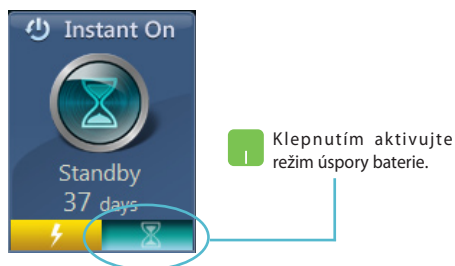 Instant On
Standby
37 days
Klepnutím aktivujte
režim úspory baterie.